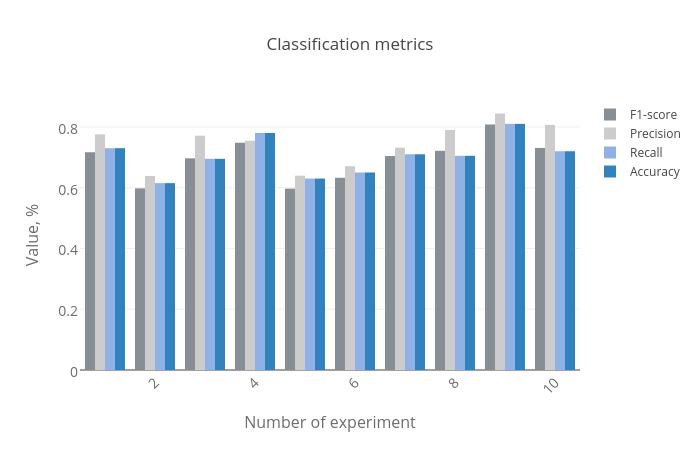 Classification metrics
F1-score
Precision
Recall
Accuracy
Value, %
0.8
0.6
0.4
0.2
0
2
4
6
8
10
Number of experiment